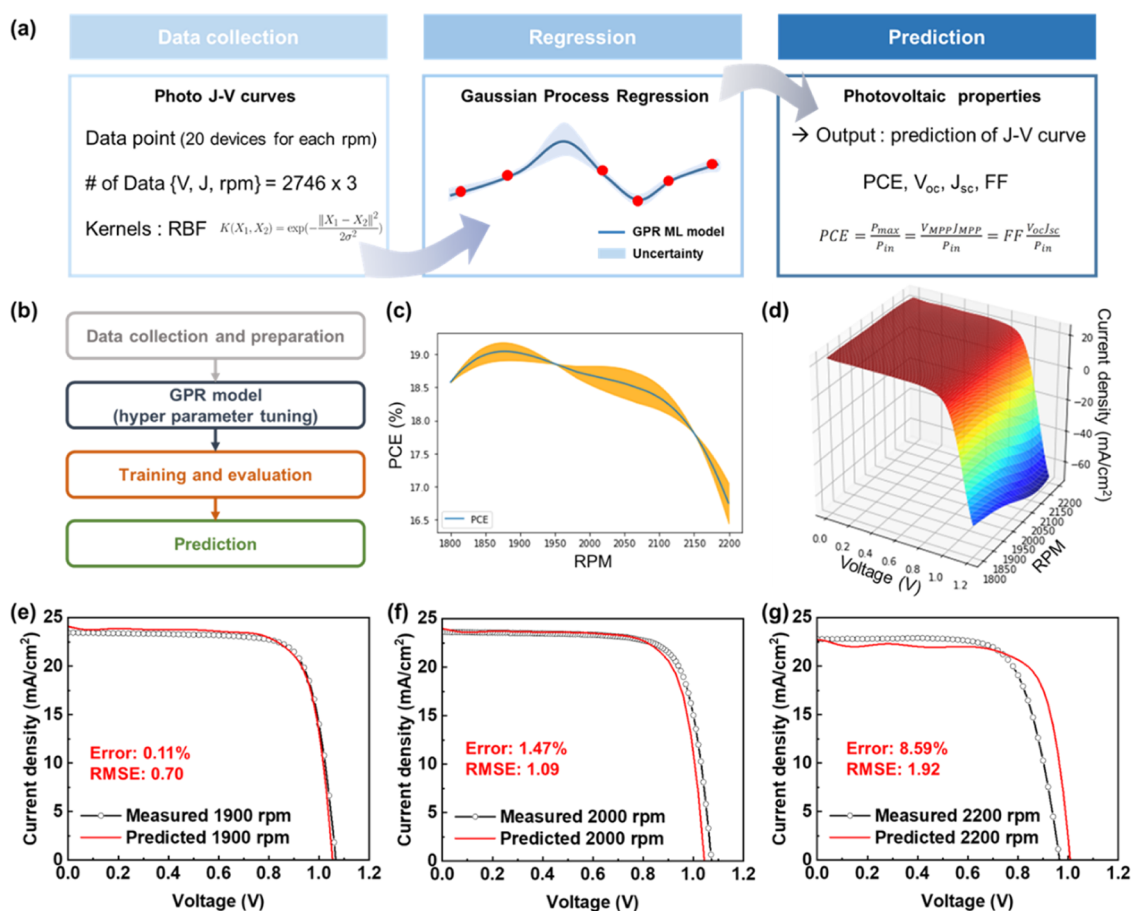 (a)
Data collection
Regression
Prediction
Photo J-V curves
Data point (20 devices for each rpm)
# of Data {V, J, rpm} = 2746 x 3
Kernels : RBF K(X₁, X₂) = exp(-‖X₁ − X₂‖²/2σ²)
Gaussian Process Regression
GPR ML model
Uncertainty
Photovoltaic properties
→ Output : prediction of J-V curve
PCE, Voc, Jsc, FF
PCE = Pmax/Pin = VMPP JMPP/Pin = FF Voc Jsc/Pin
(b)
Data collection and preparation
GPR model
(hyper parameter tuning)
Training and evaluation
Prediction
(c)
PCE (%)
19.0
18.5
18.0
17.5
17.0
16.5
PCE
1800 1850 1900 1950 2000 2050 2100 2150 2200
RPM
(d)
Current density (mA/cm2)
20
0
-20
-40
-60
0.0 0.2 0.4 0.6 0.8 1.0 1.2
Voltage (V)
1800 1850 1900 1950 2000 2050 2100 2150 2200
RPM
(e)
Current density (mA/cm²)
25
20
15
10
5
0
Error: 0.11%
RMSE: 0.70
Measured 1900 rpm
Predicted 1900 rpm
0.0 0.2 0.4 0.6 0.8 1.0 1.2
Voltage (V)
(f)
Current density (mA/cm²)
25
20
15
10
5
0
Error: 1.47%
RMSE: 1.09
Measured 2000 rpm
Predicted 2000 rpm
0.0 0.2 0.4 0.6 0.8 1.0 1.2
Voltage (V)
(g)
Current density (mA/cm²)
25
20
15
10
5
0
Error: 8.59%
RMSE: 1.92
Measured 2200 rpm
Predicted 2200 rpm
0.0 0.2 0.4 0.6 0.8 1.0 1.2
Voltage (V)